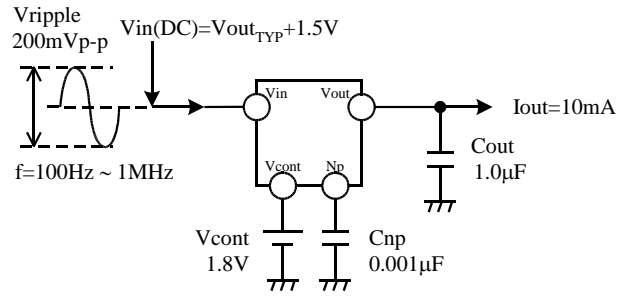 Vripple
200mVp-p
Vin(DC)=VoutTYP+1.5V
Vin
Vout
Iout=10mA
Cout
1.0μF
f=100Hz ~ 1MHz
Vcont
Np
Vcont
1.8V
Cnp
0.001μF